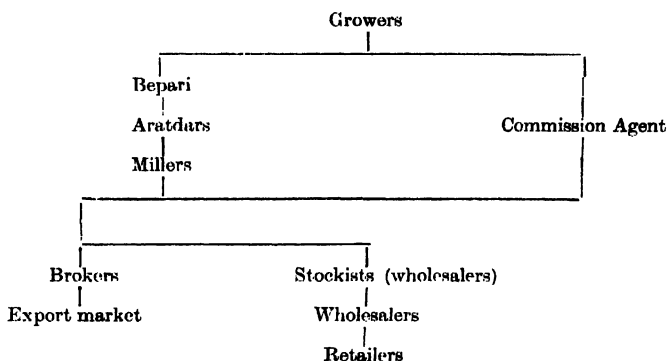 Growers
Bepari
Aratdars
Commission Agent
Millers
Brokers
Stockists (wholesalers)
Export market
Wholesalers
Retailers